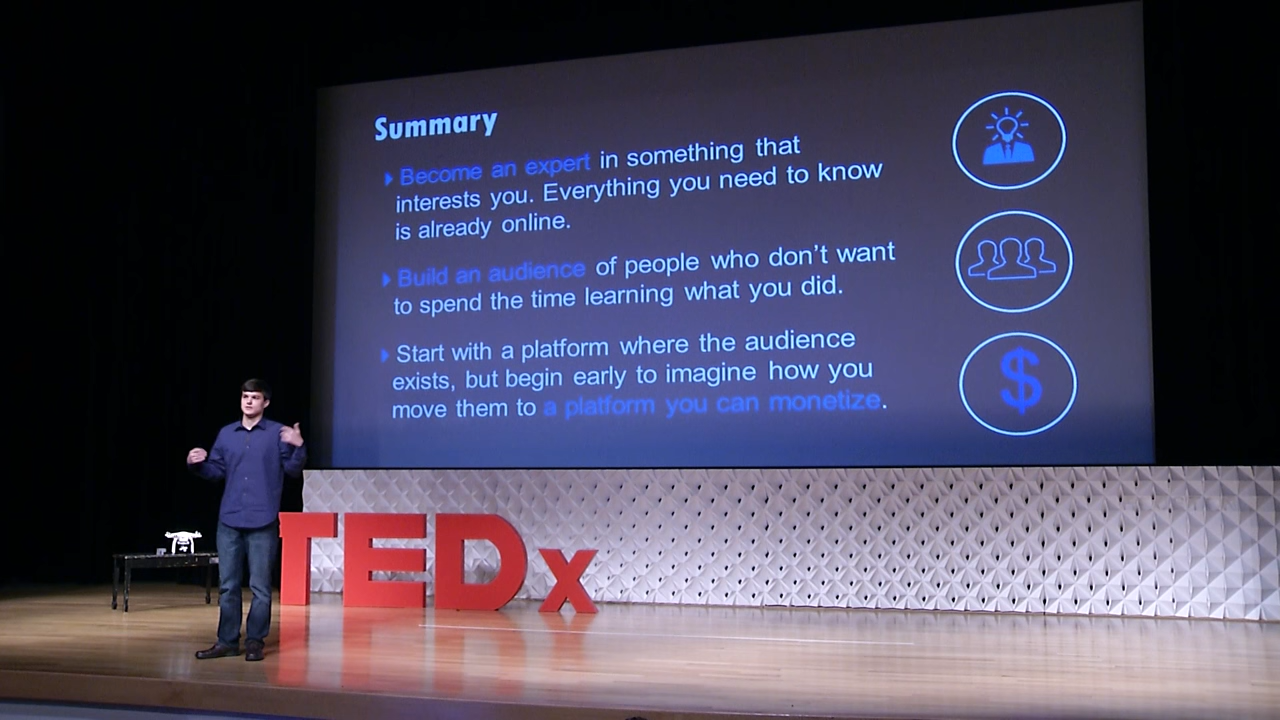 Summary
Become an expert in something that
interests you. Everything you need to know
is already online.
Build an audience of people who don't want
to spend the time learning what you did.
Start with a platform where the audience
exists, but begin early to imagine how you
move them to a platform you can monetize.
$
TEDx